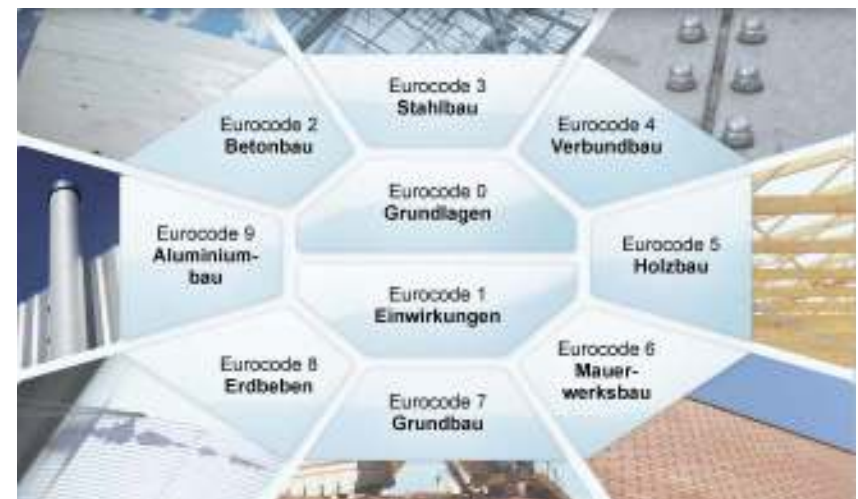 Eurocode 3
Stahlbau
Eurocode 2
Betonbau
Eurocode 4
Verbundbau
Eurocode 0
Grundlagen
Eurocode 9
Aluminium-
bau
Eurocode 5
Holzbau
Eurocode 1
Einwirkungen
Eurocode 8
Erdbeben
Eurocode 6
Mauer-
werksbau
Eurocode 7
Grundbau